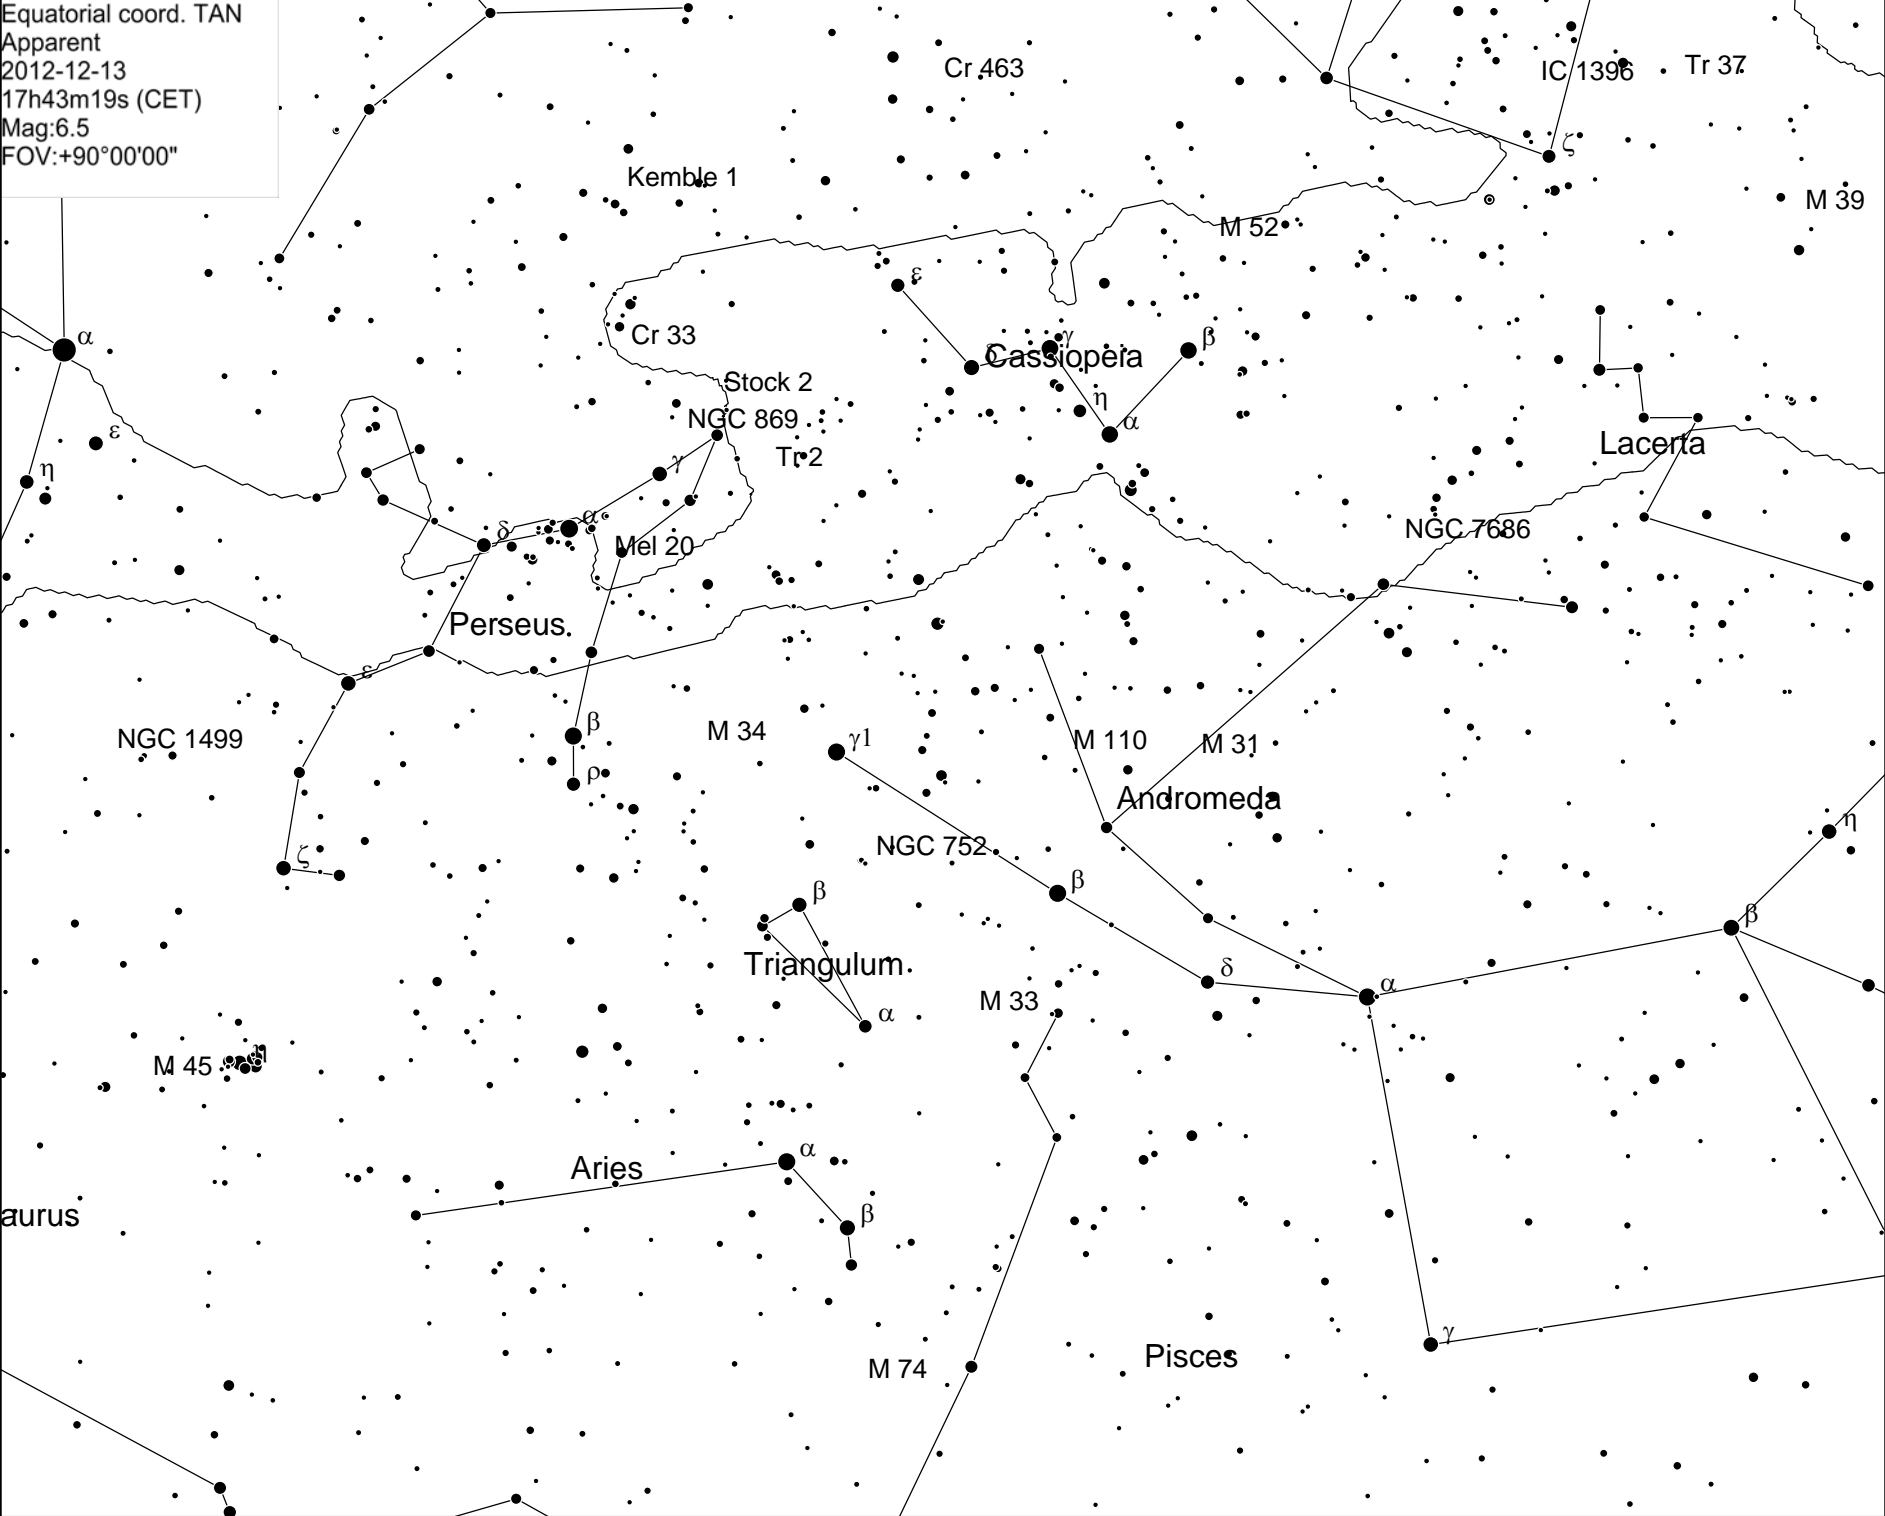 Equatorial coord. TAN
Apparent
2012-12-13
17h43m19s (CET)
Mag:6.5
FOV:+90°00'00"
Cr 463
IC 1396
Tr 37
ζ
Kemble 1
M 39
M 52
ε
α
Cr 33
γ
β
δ
Cassiopeia
Stock 2
η
NGC 869
α
ε
Lacerta
Tr 2
γ
η
α
δ
NGC 7686
Mel 20
Perseus
ε
β
M 34
γ1
M 110
M 31
NGC 1499
ρ
Andromeda
η
NGC 752
ζ
β
β
β
Triangulum
δ
α
M 33
α
η
M 45
α
Aries
β
aurus
γ
Pisces
M 74